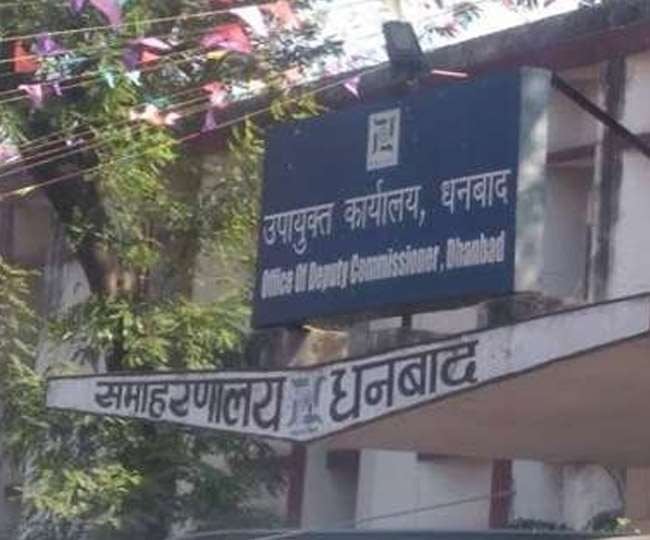 उपायुक्त कार्यालय, धनबाद
Office Of Deputy Commissioner, Dhanbad
समाहरणालय धनबाद